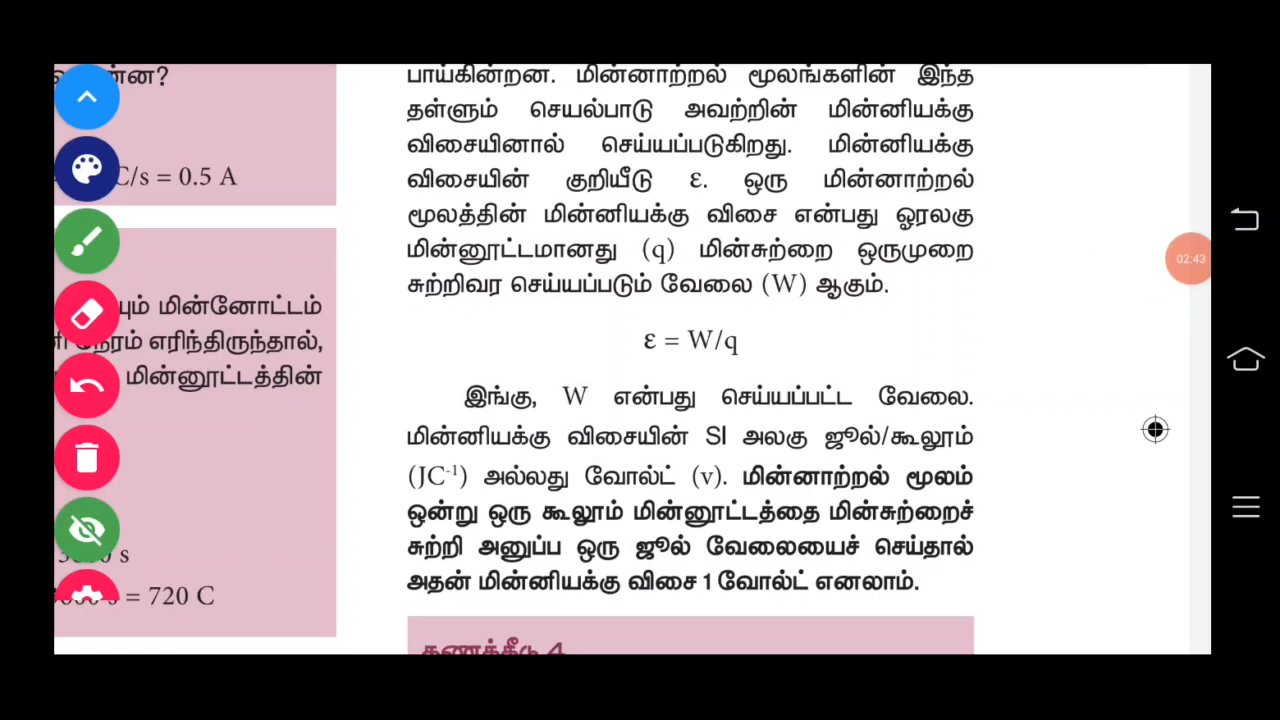 ன்ன?
C/s = 0.5 A
யும் மின்னோட்டம்
நேரம் எரிந்திருந்தால்,
மின்னூட்டத்தின்
s
s = 720 C
பாய்கின்றன. மின்னாற்றல் மூலங்களின் இந்த
தள்ளும் செயல்பாடு அவற்றின் மின்னியக்கு
விசையினால் செய்யப்படுகிறது. மின்னியக்கு
விசையின் குறியீடு ε. ஒரு மின்னாற்றல்
மூலத்தின் மின்னியக்கு விசை என்பது ஓரலகு
மின்னூட்டமானது (q) மின்சுற்றை ஒருமுறை
சுற்றிவர செய்யப்படும் வேலை (W) ஆகும்.
ε = W/q
இங்கு, W என்பது செய்யப்பட்ட வேலை.
மின்னியக்கு விசையின் SI அலகு ஜூல்/கூலூம்
(JC⁻¹) அல்லது வோல்ட் (v). மின்னாற்றல் மூலம்
ஒன்று ஒரு கூலூம் மின்னூட்டத்தை மின்சுற்றைச்
சுற்றி அனுப்ப ஒரு ஜூல் வேலையைச் செய்தால்
அதன் மின்னியக்கு விசை 1 வோல்ட் எனலாம்.
கணக்கீடு 4
02:43